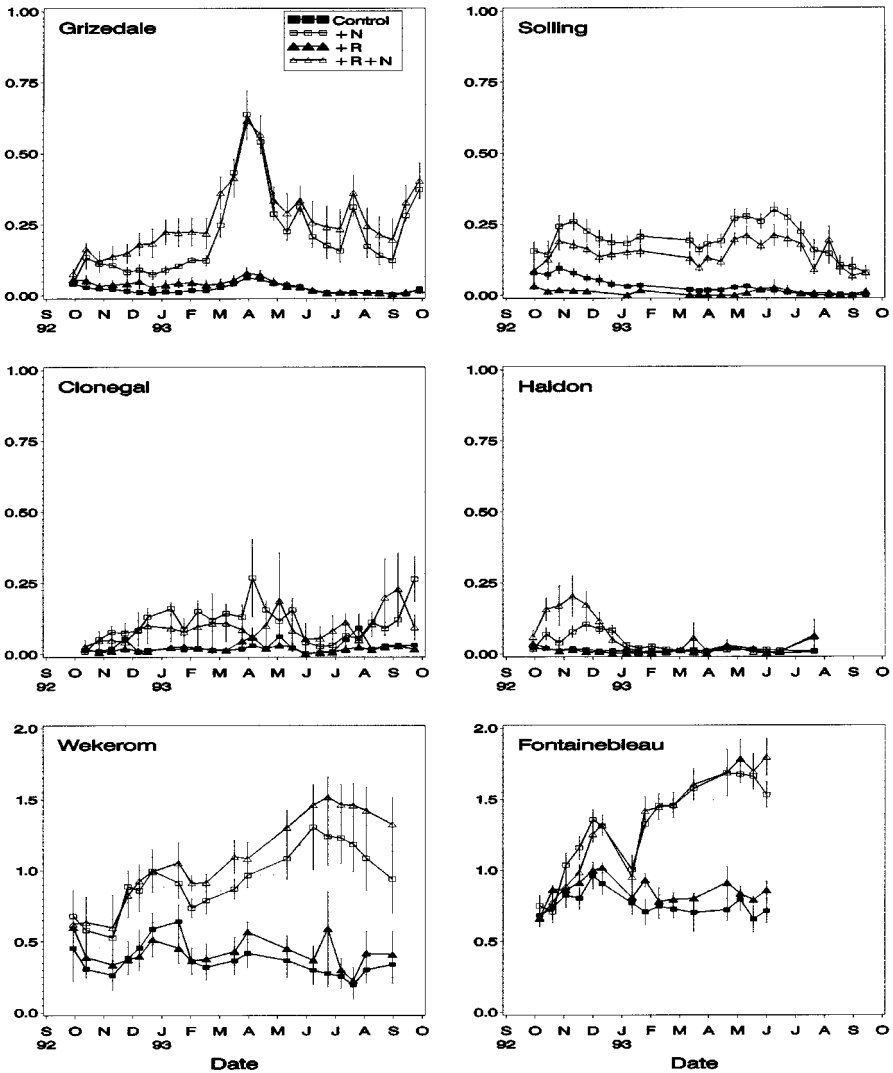 Grizedale
Control
+N
+R
+R+N
1.00
0.75
0.50
0.25
0.00
S O N D J F M A M J J A S O
92 93
Solling
1.00
0.75
0.50
0.25
0.00
S O N D J F M A M J J A S O
92 93
Clonegal
1.00
0.75
0.50
0.25
0.00
S O N D J F M A M J J A S O
92 93
Haldon
1.00
0.75
0.50
0.25
0.00
S O N D J F M A M J J A S O
92 93
Wekerom
2.0
1.5
1.0
0.5
0.0
S O N D J F M A M J J A S O
92 93
Date
Fontainebleau
2.0
1.5
1.0
0.5
0.0
S O N D J F M A M J J A S O
92 93
Date